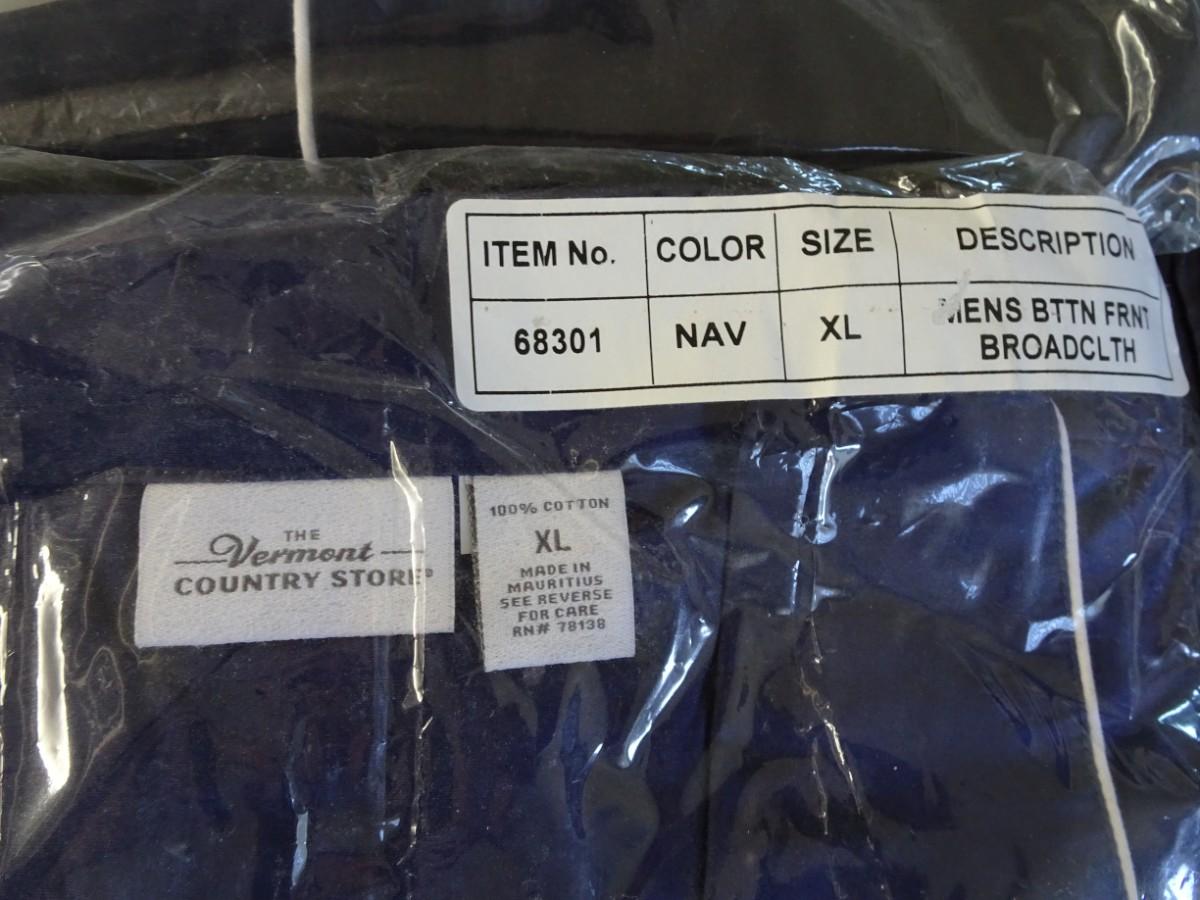 ITEM No. COLOR SIZE DESCRIPTION
68301 NAV XL MENS BTTN FRNT
BROADCLTH
THE
Vermont
COUNTRY STORE®
100% COTTON
XL
MADE IN
MAURITIUS
SEE REVERSE
FOR CARE
RN# 78138